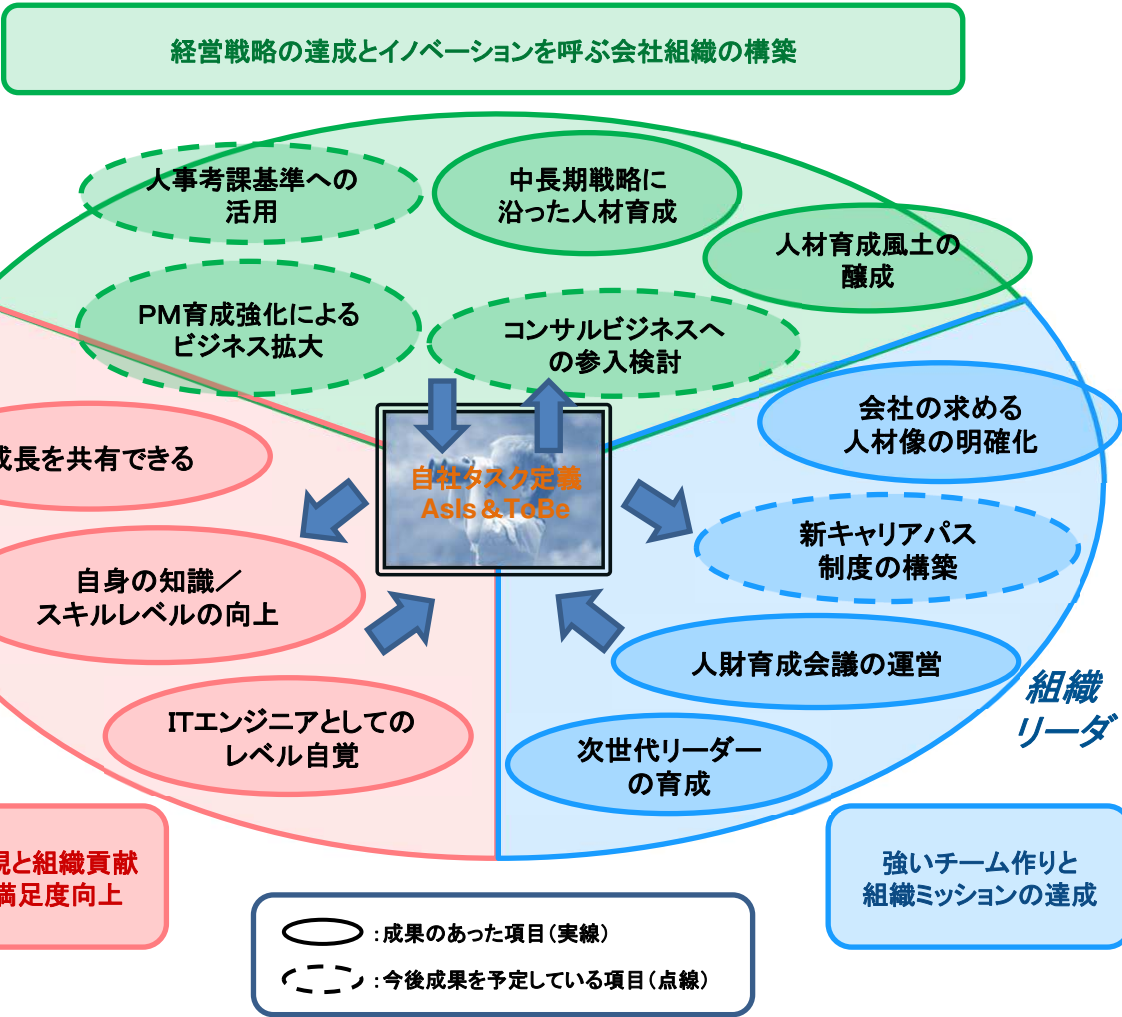 経営戦略の達成とイノベーションを呼ぶ会社組織の構築
人事考課基準への
活用
中長期戦略に
沿った人材育成
人材育成風土の
醸成
PM育成強化による
ビジネス拡大
コンサルビジネスへ
の参入検討
会社の求める
人材像の明確化
成長を共有できる
自社タスク定義
AsIs&ToBe
新キャリアパス
制度の構築
自身の知識/
スキルレベルの向上
人財育成会議の運営
組織
リーダ
ITエンジニアとしての
レベル自覚
次世代リーダー
の育成
現と組織貢献
満足度向上
強いチーム作りと
組織ミッションの達成
:成果のあった項目(実線)
:今後成果を予定している項目(点線)